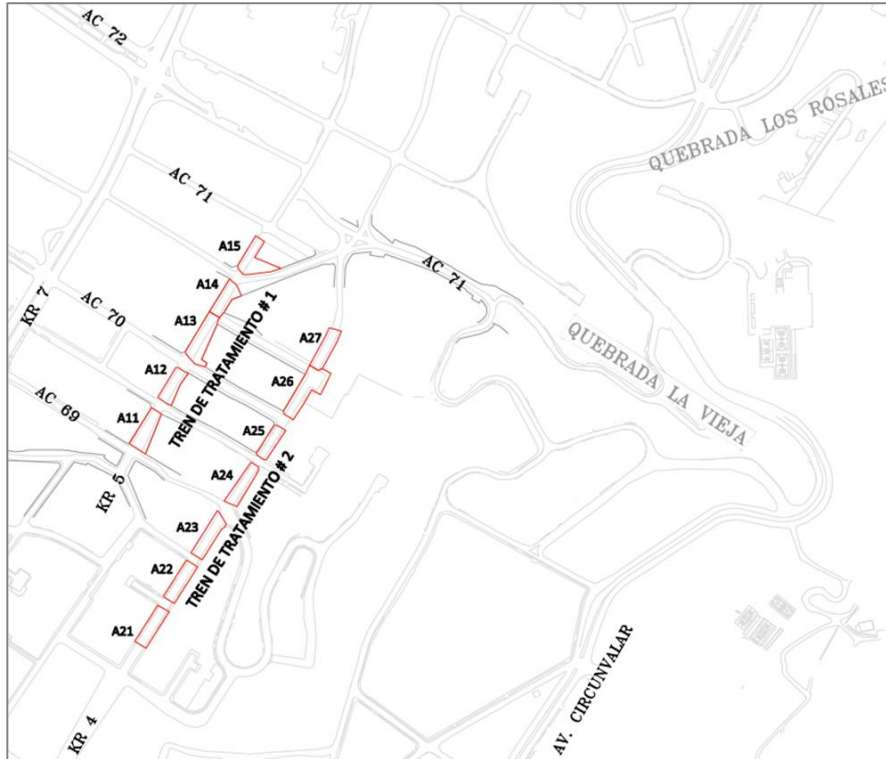 AC 72
QUEBRADA LOS ROSALES
AC 71
A15
AC 71
A14
KR 7
AC 70
A13
TREN DE TRATAMIENTO # 1
A27
QUEBRADA LA VIEJA
A12
A26
AC 69
A11
A25
KR 5
A24
TREN DE TRATAMIENTO # 2
A23
A22
A21
AV. CIRCUNVALAR
KR 4